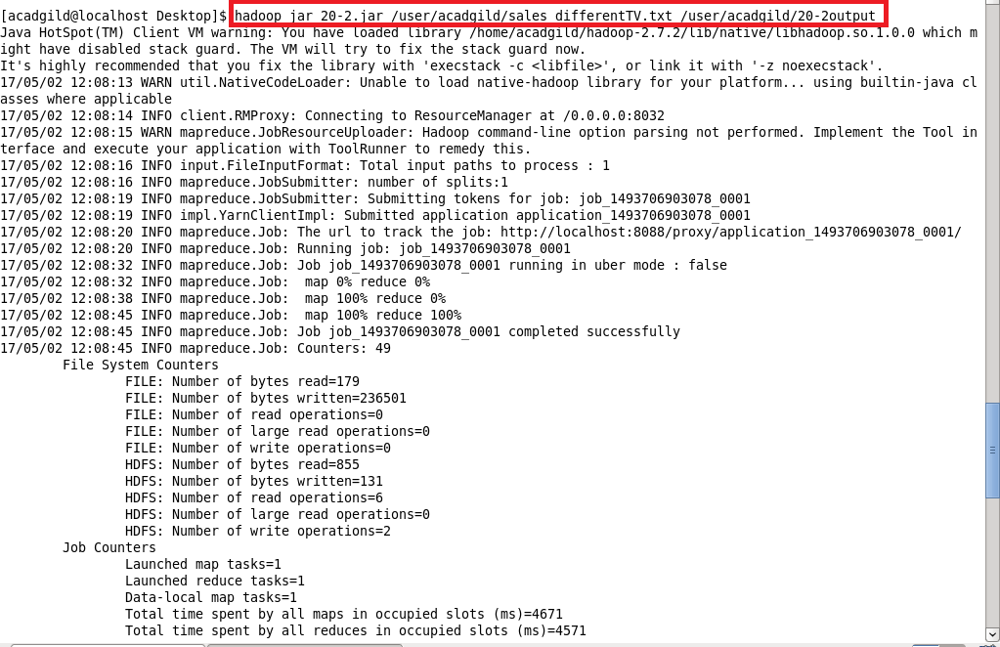 [acadgild@localhost Desktop]$ hadoop jar 20-2.jar /user/acadgild/sales_differentTV.txt /user/acadgild/20-2output
Java HotSpot(TM) Client VM warning: You have loaded library /home/acadgild/hadoop-2.7.2/lib/native/libhadoop.so.1.0.0 which m
ight have disabled stack guard. The VM will try to fix the stack guard now.
It's highly recommended that you fix the library with 'execstack -c <libfile>', or link it with '-z noexecstack'.
17/05/02 12:08:13 WARN util.NativeCodeLoader: Unable to load native-hadoop library for your platform... using builtin-java cl
asses where applicable
17/05/02 12:08:14 INFO client.RMProxy: Connecting to ResourceManager at /0.0.0.0:8032
17/05/02 12:08:15 WARN mapreduce.JobResourceUploader: Hadoop command-line option parsing not performed. Implement the Tool in
terface and execute your application with ToolRunner to remedy this.
17/05/02 12:08:16 INFO input.FileInputFormat: Total input paths to process : 1
17/05/02 12:08:16 INFO mapreduce.JobSubmitter: number of splits:1
17/05/02 12:08:19 INFO mapreduce.JobSubmitter: Submitting tokens for job: job_1493706903078_0001
17/05/02 12:08:19 INFO impl.YarnClientImpl: Submitted application application_1493706903078_0001
17/05/02 12:08:20 INFO mapreduce.Job: The url to track the job: http://localhost:8088/proxy/application_1493706903078_0001/
17/05/02 12:08:20 INFO mapreduce.Job: Running job: job_1493706903078_0001
17/05/02 12:08:32 INFO mapreduce.Job: Job job_1493706903078_0001 running in uber mode : false
17/05/02 12:08:32 INFO mapreduce.Job:  map 0% reduce 0%
17/05/02 12:08:38 INFO mapreduce.Job:  map 100% reduce 0%
17/05/02 12:08:45 INFO mapreduce.Job:  map 100% reduce 100%
17/05/02 12:08:45 INFO mapreduce.Job: Job job_1493706903078_0001 completed successfully
17/05/02 12:08:45 INFO mapreduce.Job: Counters: 49
File System Counters
FILE: Number of bytes read=179
FILE: Number of bytes written=236501
FILE: Number of read operations=0
FILE: Number of large read operations=0
FILE: Number of write operations=0
HDFS: Number of bytes read=855
HDFS: Number of bytes written=131
HDFS: Number of read operations=6
HDFS: Number of large read operations=0
HDFS: Number of write operations=2
Job Counters
Launched map tasks=1
Launched reduce tasks=1
Data-local map tasks=1
Total time spent by all maps in occupied slots (ms)=4671
Total time spent by all reduces in occupied slots (ms)=4571